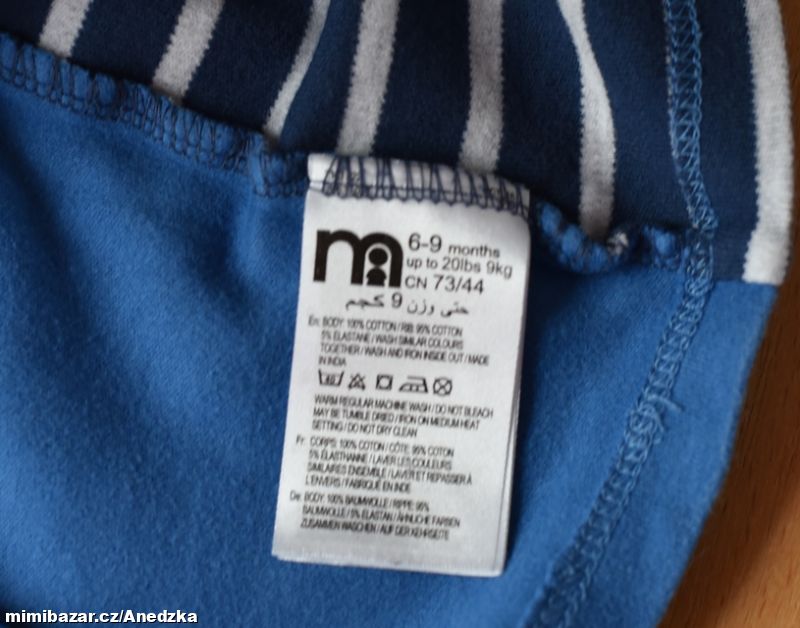 m
6-9 months
up to 20lbs 9kg
CN 73/44
حتى وزن 9 كجم
En: BODY: 100% COTTON / RIB: 95% COTTON
5% ELASTANE / WASH SIMILAR COLOURS
TOGETHER / WASH AND IRON INSIDE OUT / MADE
IN INDIA
WARM REGULAR MACHINE WASH / DO NOT BLEACH
MAY BE TUMBLE DRIED / IRON ON MEDIUM HEAT
SETTING / DO NOT DRY CLEAN
Fr: CORPS: 100% COTON / CÔTE: 95% COTON
5% ÉLASTHANNE / LAVER LES COULEURS
SIMILAIRES ENSEMBLE / LAVER ET REPASSER À
L'ENVERS / FABRIQUÉ EN INDE
De: BODY: 100% BAUMWOLLE / RIPPE: 95%
BAUMWOLLE / 5% ELASTAN / ÄHNLICHE FARBEN
ZUSAMMEN WASCHEN / AUF DER KEHRSEITE
mimibazar.cz/Anedzka